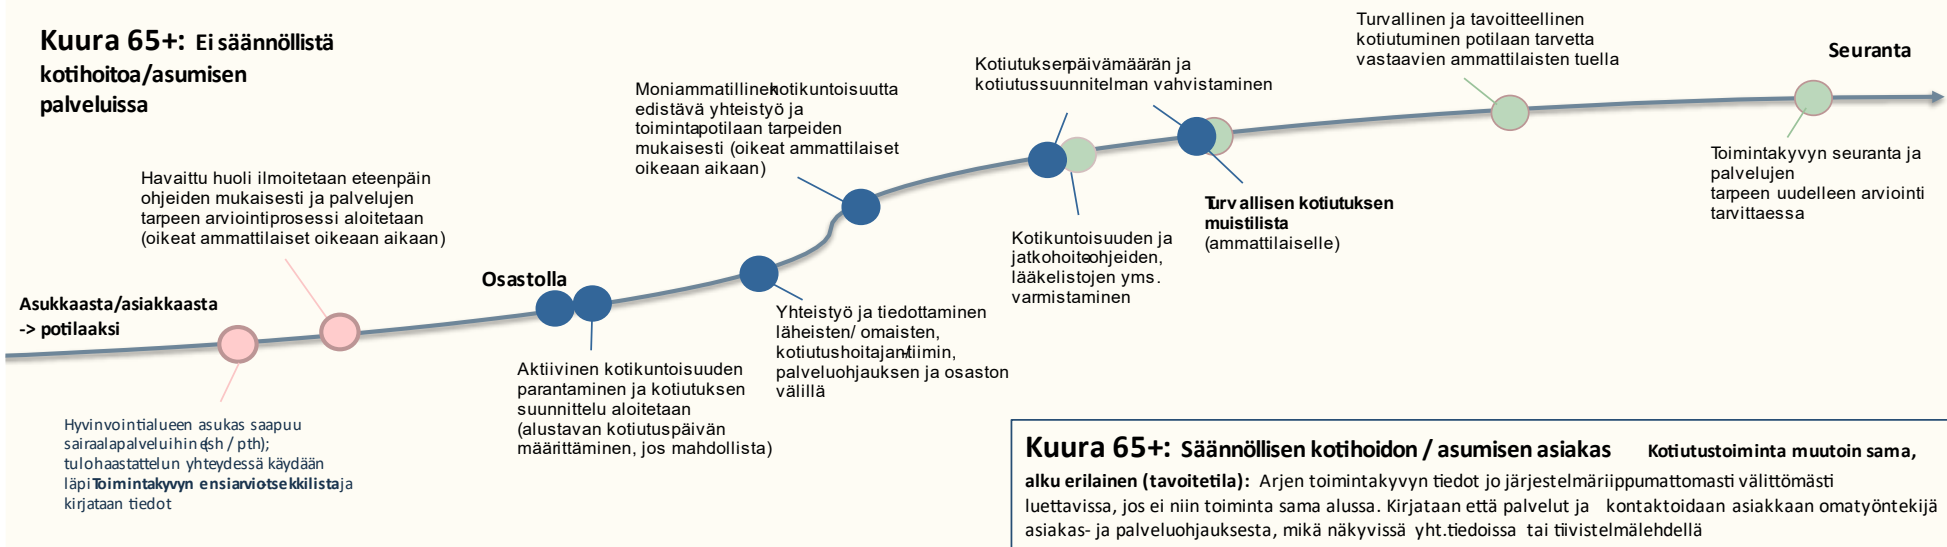 Kuura 65+: Ei säännöllistä
kotihoitoa/asumisen
palveluissa
Asukkaasta/asiakkaasta
-> potilaaksi
Hyvinvointialueen asukas saapuu
sairaalapalveluihin (sh / pth);
tulohaastattelun yhteydessä käydään
läpi Toimintakyvyn ensiarvio-tsekkilista ja
kirjataan tiedot
Havaittu huoli ilmoitetaan eteenpäin
ohjeiden mukaisesti ja palvelujen
tarpeen arviointiprosessi aloitetaan
(oikeat ammattilaiset oikeaan aikaan)
Osastolla
Aktiivinen kotikuntoisuuden
parantaminen ja kotiutuksen
suunnittelu aloitetaan
(alustavan kotiutuspäivän
määrittäminen, jos mahdollista)
Yhteistyö ja tiedottaminen
läheisten/ omaisten,
kotiutushoitajan/-tiimin,
palveluohjauksen ja osaston
välillä
Moniammatillinen kotikuntoisuutta
edistävä yhteistyö ja
toiminta potilaan tarpeiden
mukaisesti (oikeat ammattilaiset
oikeaan aikaan)
Kotiutuksen päivämäärän ja
kotiutussuunnitelman vahvistaminen
Kotikuntoisuuden ja
jatkohoito-ohjeiden,
lääkelistojen yms.
varmistaminen
Turvallisen kotiutuksen
muistilista
(ammattilaiselle)
Turvallinen ja tavoitteellinen
kotiutuminen potilaan tarvetta
vastaavien ammattilaisten tuella
Seuranta
Toimintakyvyn seuranta ja
palvelujen
tarpeen uudelleen arviointi
tarvittaessa
Kuura 65+: Säännöllisen kotihoidon / asumisen asiakas Kotiutustoiminta muutoin sama,
alku erilainen (tavoitetila): Arjen toimintakyvyn tiedot jo järjestelmäriippumattomasti välittömästi
luettavissa, jos ei niin toiminta sama alussa. Kirjataan että palvelut ja kontaktoidaan asiakkaan omatyöntekijä
asiakas- ja palveluohjauksesta, mikä näkyvissä yht.tiedoissa tai tiivistelmälehdellä